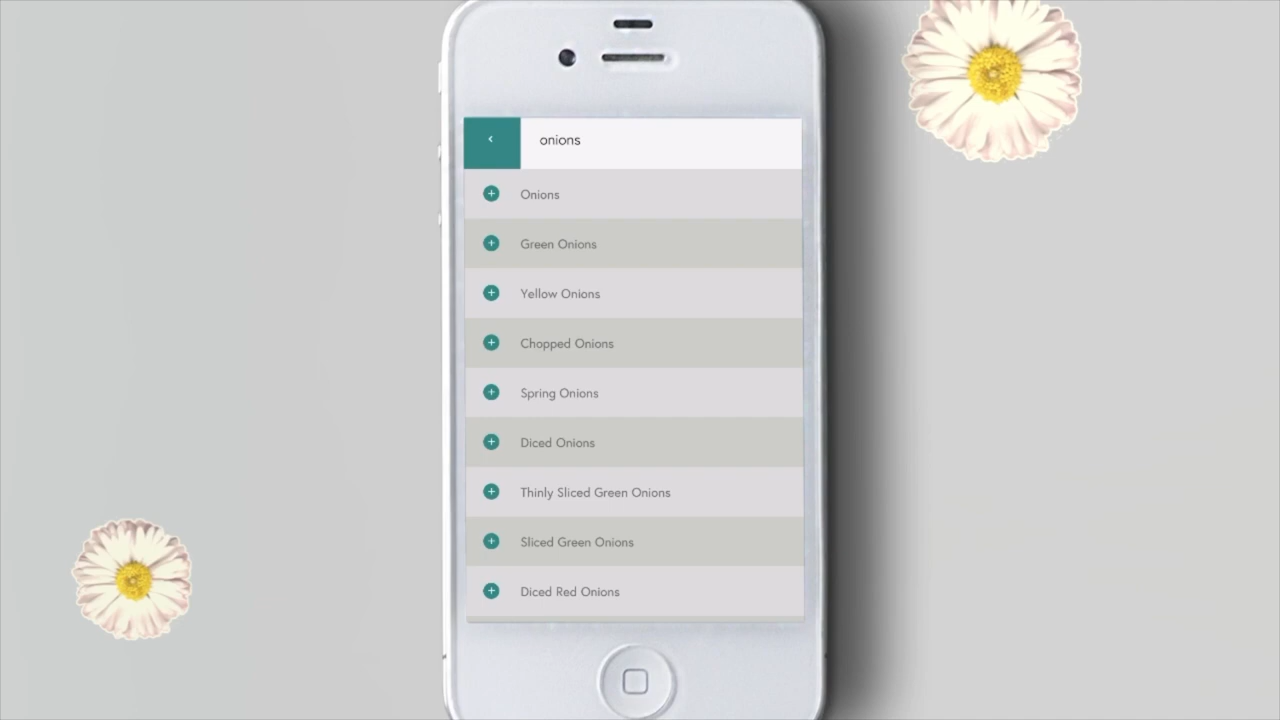 onions
Onions
Green Onions
Yellow Onions
Chopped Onions
Spring Onions
Diced Onions
Thinly Sliced Green Onions
Sliced Green Onions
Diced Red Onions